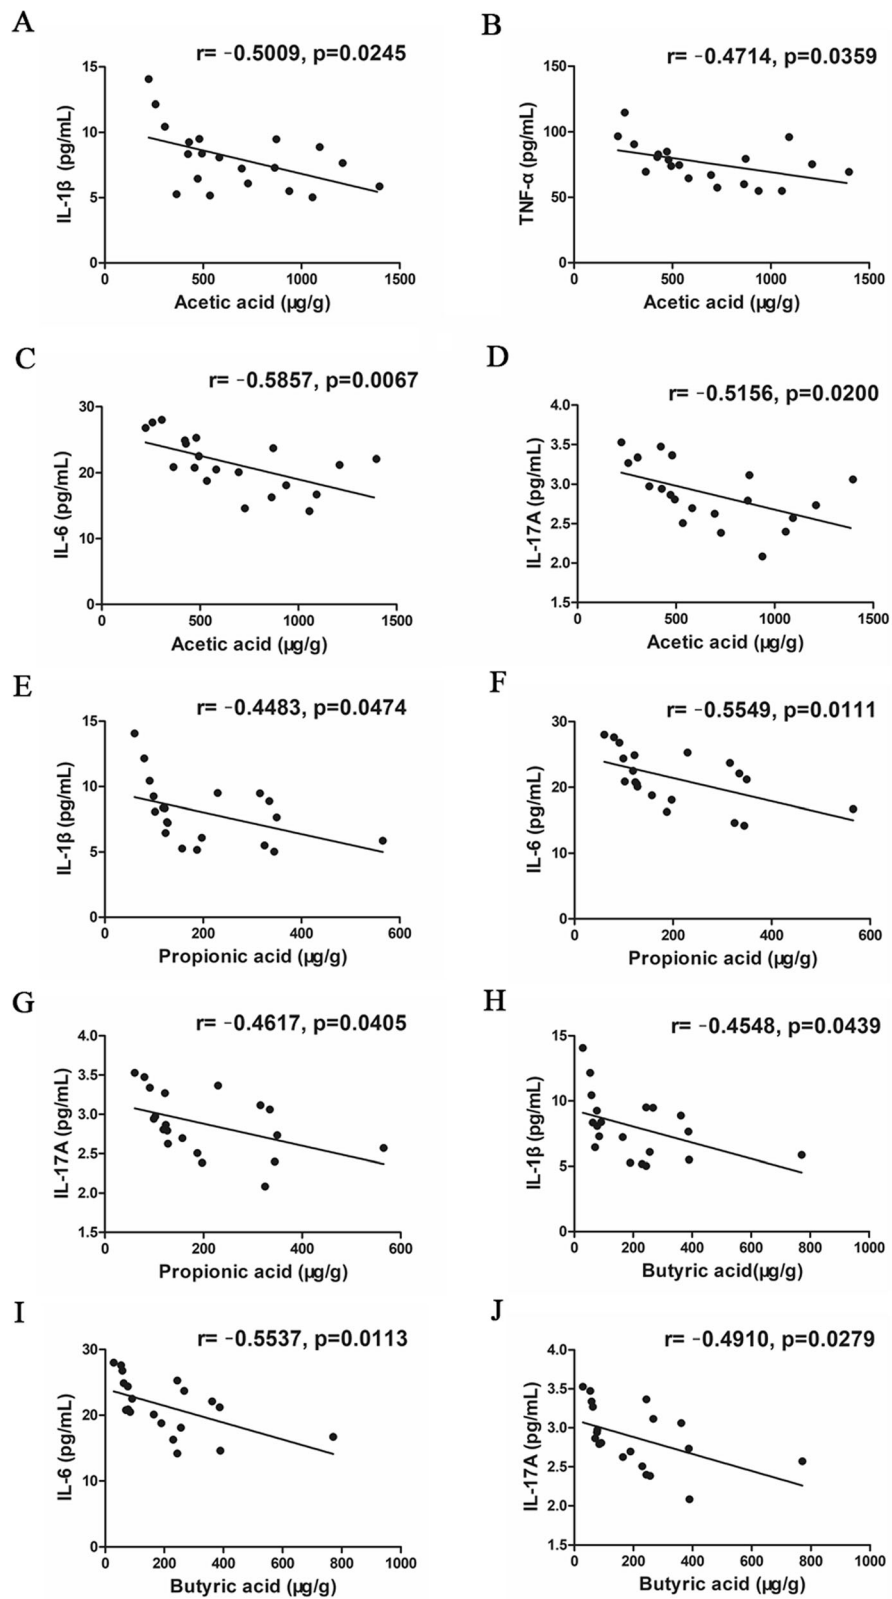 A
r= −0.5009, p=0.0245
IL-1β (pg/mL)
15
10
5
0
0 500 1000 1500
Acetic acid (μg/g)
B
r= −0.4714, p=0.0359
TNF-α (pg/mL)
150
100
50
0
0 500 1000 1500
Acetic acid (μg/g)
C
r= −0.5857, p=0.0067
IL-6 (pg/mL)
30
20
10
0
0 500 1000 1500
Acetic acid (μg/g)
D
r= −0.5156, p=0.0200
IL-17A (pg/mL)
4.0
3.5
3.0
2.5
2.0
1.5
0 500 1000 1500
Acetic acid (μg/g)
E
r= −0.4483, p=0.0474
IL-1β (pg/mL)
15
10
5
0
0 200 400 600
Propionic acid (μg/g)
F
r= −0.5549, p=0.0111
IL-6 (pg/mL)
30
20
10
0
0 200 400 600
Propionic acid (μg/g)
G
r= −0.4617, p=0.0405
IL-17A (pg/mL)
4.0
3.5
3.0
2.5
2.0
1.5
0 200 400 600
Propionic acid (μg/g)
H
r= −0.4548, p=0.0439
IL-1β (pg/mL)
15
10
5
0
0 200 400 600 800 1000
Butyric acid(μg/g)
I
r= −0.5537, p=0.0113
IL-6 (pg/mL)
30
20
10
0
0 200 400 600 800 1000
Butyric acid (μg/g)
J
r= −0.4910, p=0.0279
IL-17A (pg/mL)
4.0
3.5
3.0
2.5
2.0
1.5
0 200 400 600 800 1000
Butyric acid (μg/g)